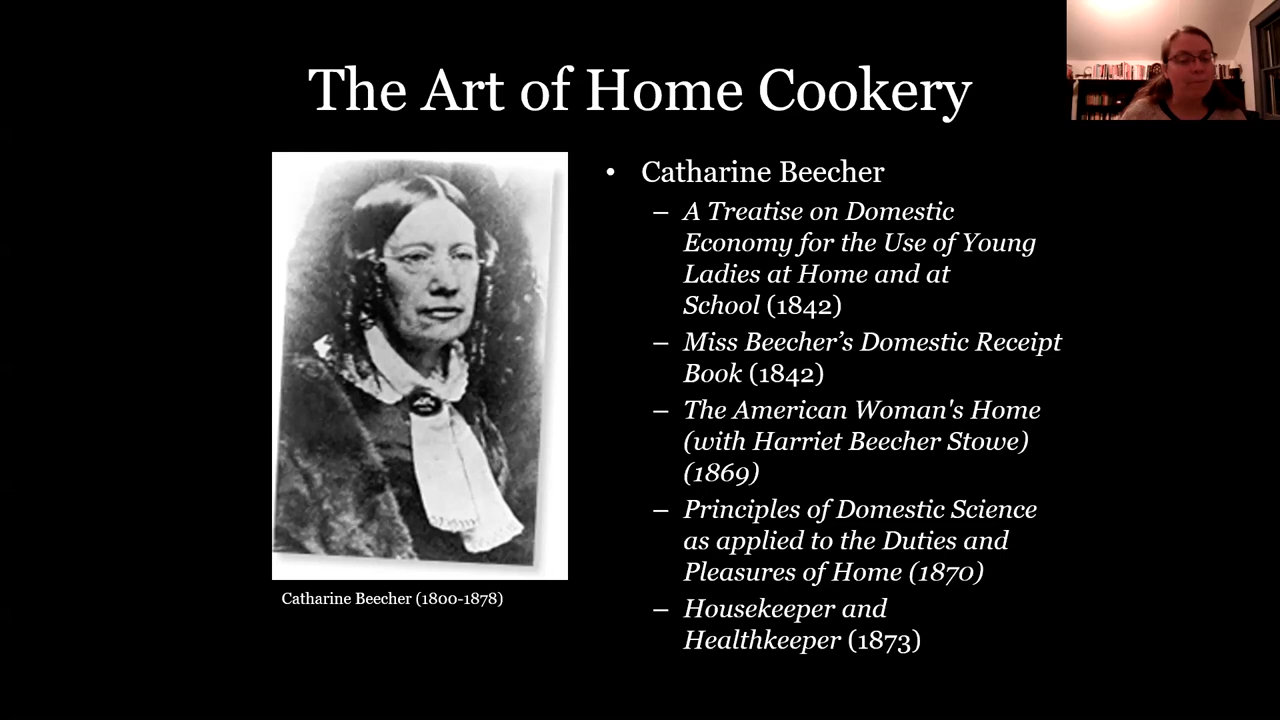 The Art of Home Cookery
• Catharine Beecher
– A Treatise on Domestic
Economy for the Use of Young
Ladies at Home and at
School (1842)
– Miss Beecher’s Domestic Receipt
Book (1842)
– The American Woman's Home
(with Harriet Beecher Stowe)
(1869)
– Principles of Domestic Science
as applied to the Duties and
Pleasures of Home (1870)
– Housekeeper and
Healthkeeper (1873)
Catharine Beecher (1800-1878)